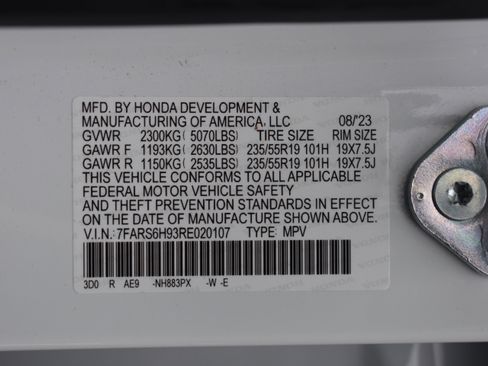 MFD. BY HONDA DEVELOPMENT &
MANUFACTURING OF AMERICA, LLC 08/23
GVWR 2300KG ( 5070LBS) TIRE SIZE RIM SIZE
GAWR F 1193KG ( 2630LBS) 235/55R19 101H 19X7.5J
GAWR R 1150KG ( 2535LBS) 235/55R19 101H 19X7.5J
THIS VEHICLE CONFORMS TO ALL APPLICABLE
FEDERAL MOTOR VEHICLE SAFETY
AND THEFT PREVENTION STANDARDS IN EFFECT
ON THE DATE OF MANUFACTURE SHOWN ABOVE.
V.I.N.: 7FARS6H93RE020107 TYPE: MPV
3D0 R AE9 -NH883PX -W -E